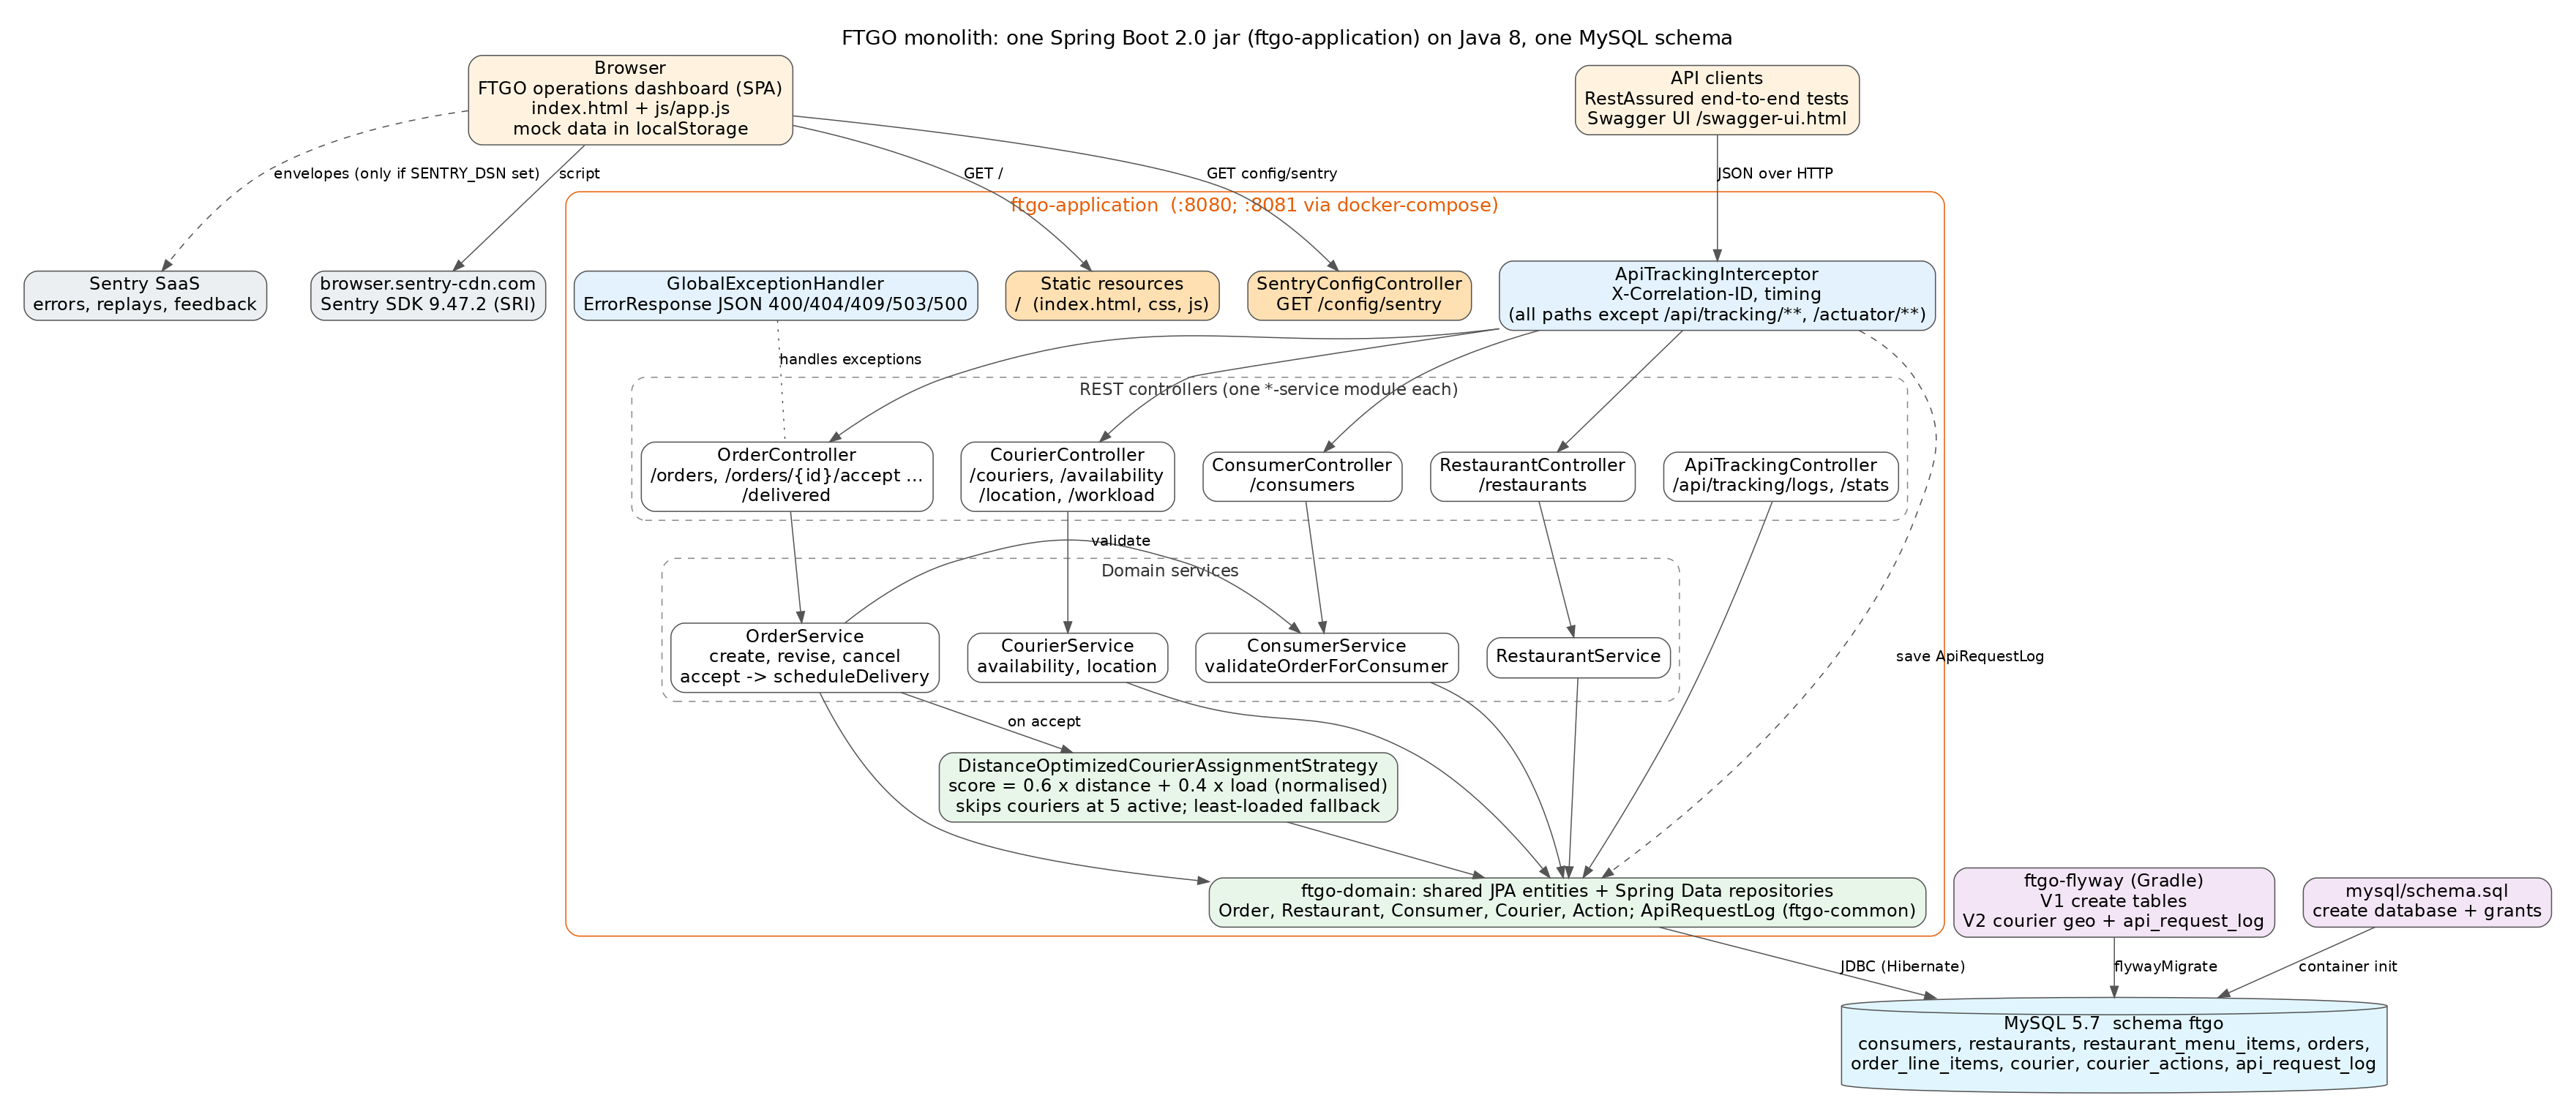 FTGO monolith: one Spring Boot 2.0 jar (ftgo-application) on Java 8, one MySQL schema
Browser
FTGO operations dashboard (SPA)
index.html + js/app.js
mock data in localStorage
API clients
RestAssured end-to-end tests
Swagger UI /swagger-ui.html
envelopes (only if SENTRY_DSN set)
script
GET /
GET config/sentry
JSON over HTTP
ftgo-application  (:8080; :8081 via docker-compose)
Sentry SaaS
errors, replays, feedback
browser.sentry-cdn.com
Sentry SDK 9.47.2 (SRI)
GlobalExceptionHandler
ErrorResponse JSON 400/404/409/503/500
Static resources
/  (index.html, css, js)
SentryConfigController
GET /config/sentry
ApiTrackingInterceptor
X-Correlation-ID, timing
(all paths except /api/tracking/**, /actuator/**)
handles exceptions
REST controllers (one *-service module each)
OrderController
/orders, /orders/{id}/accept ...
/delivered
CourierController
/couriers, /availability
/location, /workload
ConsumerController
/consumers
RestaurantController
/restaurants
ApiTrackingController
/api/tracking/logs, /stats
validate
Domain services
OrderService
create, revise, cancel
accept -> scheduleDelivery
CourierService
availability, location
ConsumerService
validateOrderForConsumer
RestaurantService
save ApiRequestLog
on accept
DistanceOptimizedCourierAssignmentStrategy
score = 0.6 x distance + 0.4 x load (normalised)
skips couriers at 5 active; least-loaded fallback
ftgo-domain: shared JPA entities + Spring Data repositories
Order, Restaurant, Consumer, Courier, Action; ApiRequestLog (ftgo-common)
ftgo-flyway (Gradle)
V1 create tables
V2 courier geo + api_request_log
mysql/schema.sql
create database + grants
JDBC (Hibernate)
flywayMigrate
container init
MySQL 5.7  schema ftgo
consumers, restaurants, restaurant_menu_items, orders,
order_line_items, courier, courier_actions, api_request_log